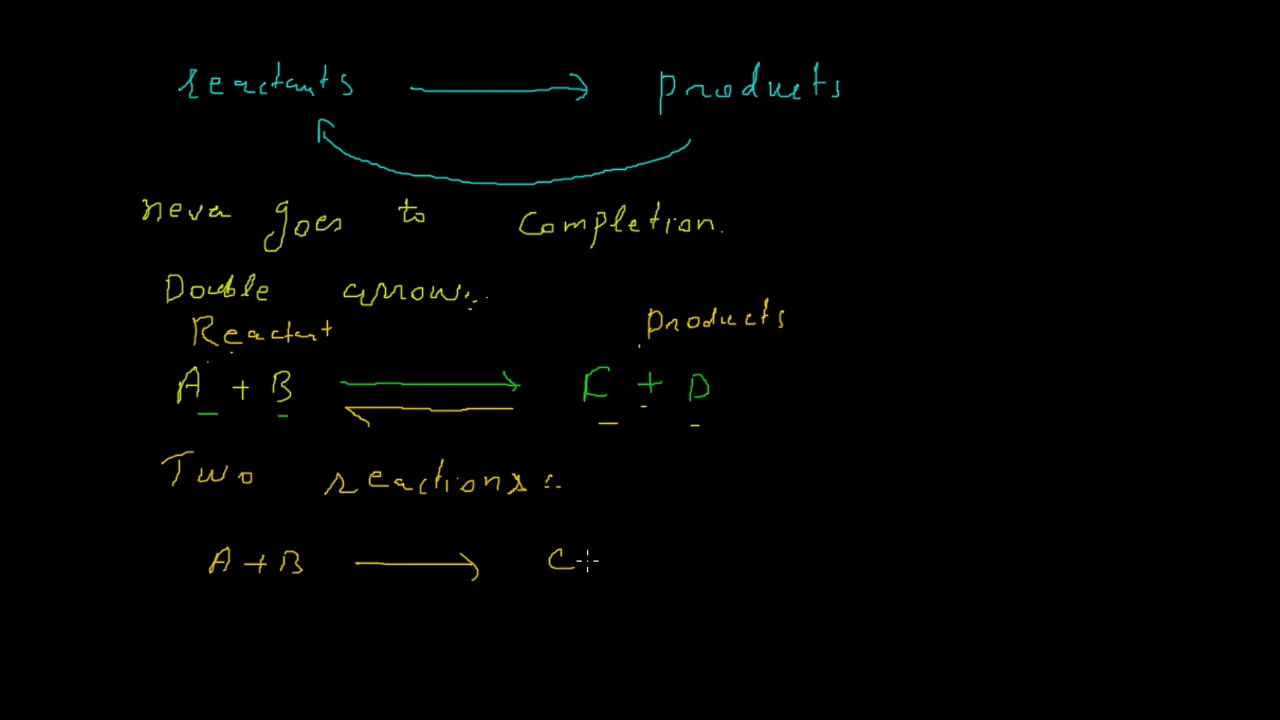 reactants → products
never goes to completion.
Double arrow:.
Reactant products
A + B ⇌ C + D
Two reactions:.
A + B → C